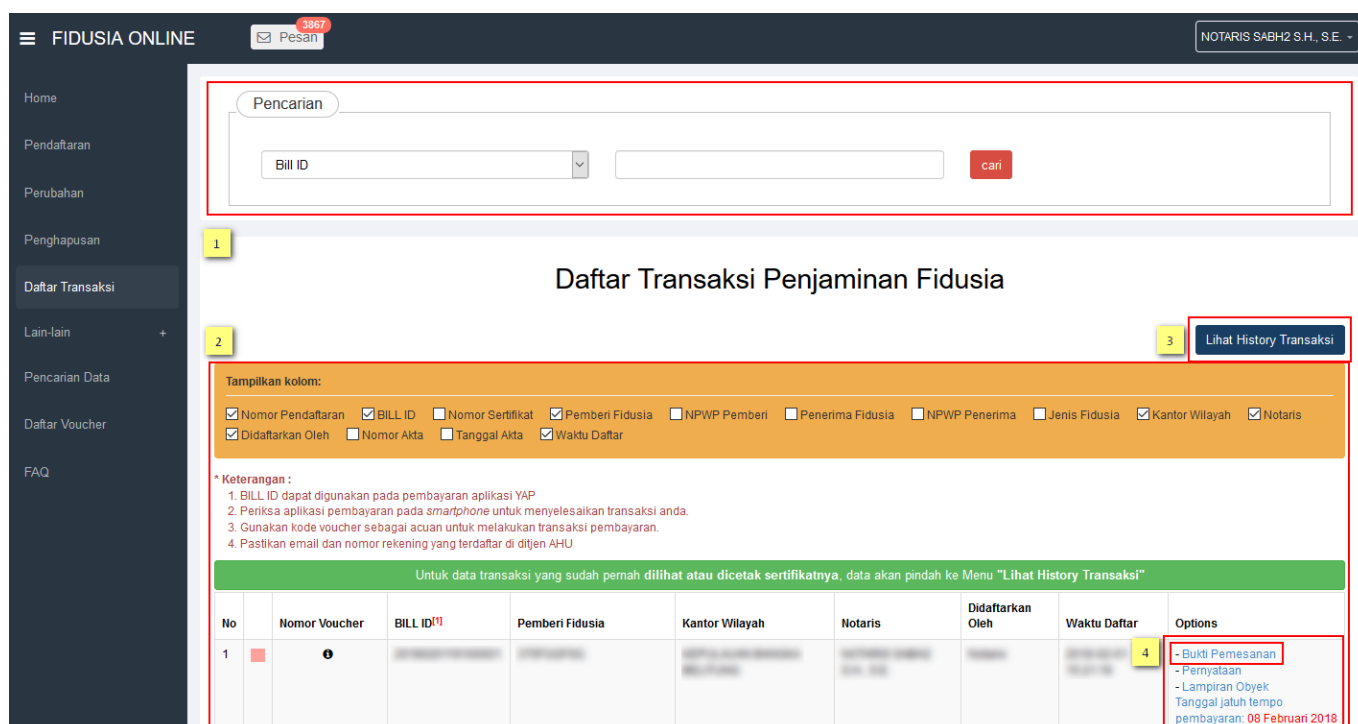 FIDUSIA ONLINE
Pesan
3867
NOTARIS SABH2 S.H., S.E.
Home
Pendaftaran
Perubahan
Penghapusan
Daftar Transaksi
Lain-lain +
Pencarian Data
Daftar Voucher
FAQ
Pencarian
Bill ID
cari
1
Daftar Transaksi Penjaminan Fidusia
2
3
Lihat History Transaksi
Tampilkan kolom:
Nomor Pendaftaran BILL ID Nomor Sertifikat Pemberi Fidusia NPWP Pemberi Penerima Fidusia NPWP Penerima Jenis Fidusia Kantor Wilayah Notaris
Didaftarkan Oleh Nomor Akta Tanggal Akta Waktu Daftar
* Keterangan :
1. BILL ID dapat digunakan pada pembayaran aplikasi YAP
2. Periksa aplikasi pembayaran pada smartphone untuk menyelesaikan transaksi anda.
3. Gunakan kode voucher sebagai acuan untuk melakukan transaksi pembayaran.
4. Pastikan email dan nomor rekening yang terdaftar di ditjen AHU
Untuk data transaksi yang sudah pernah dilihat atau dicetak sertifikatnya, data akan pindah ke Menu "Lihat History Transaksi"
No Nomor Voucher BILL ID[1] Pemberi Fidusia Kantor Wilayah Notaris Didaftarkan Oleh Waktu Daftar Options
1
4
- Bukti Pemesanan
- Pernyataan
- Lampiran Obyek
Tanggal jatuh tempo
pembayaran: 08 Februari 2018